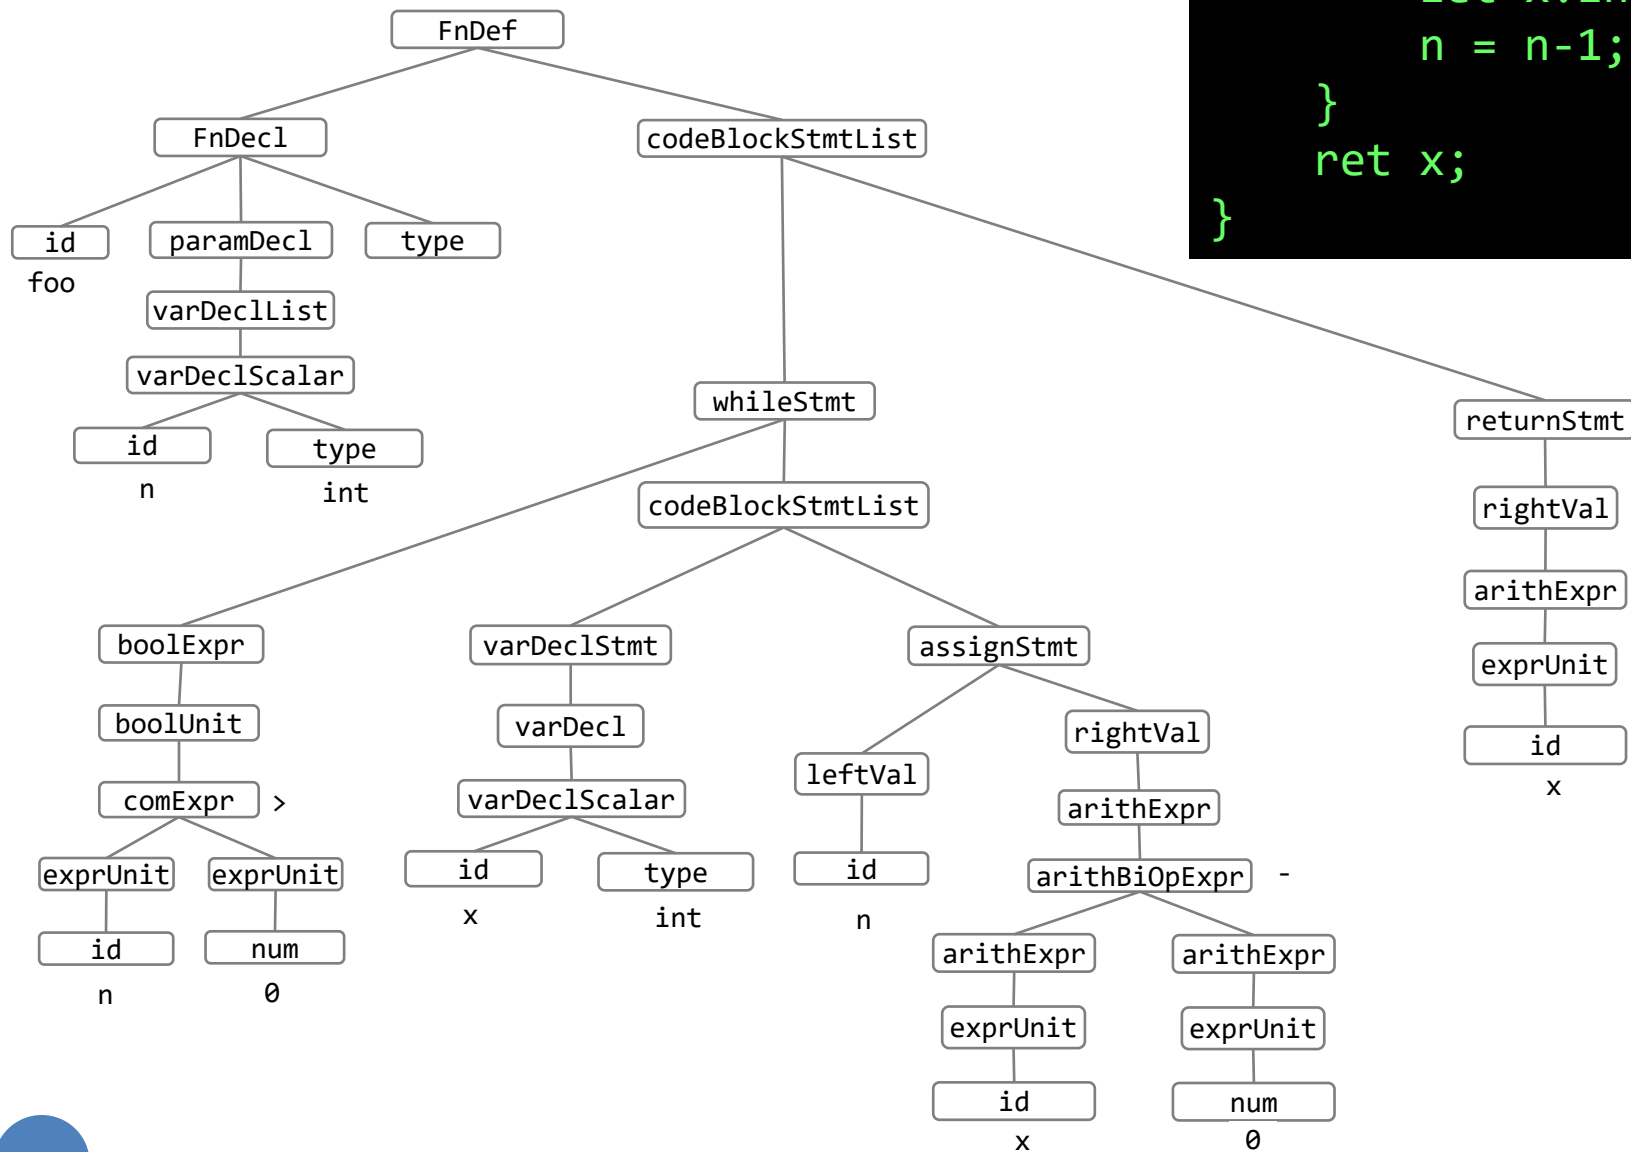 let x:in
n = n-1;
}
ret x;
}
FnDef
FnDecl
codeBlockStmtList
id
paramDecl
type
foo
varDeclList
varDeclScalar
id
type
n
int
whileStmt
returnStmt
codeBlockStmtList
rightVal
arithExpr
exprUnit
id
x
boolExpr
varDeclStmt
assignStmt
boolUnit
varDecl
rightVal
leftVal
comExpr >
varDeclScalar
arithExpr
exprUnit
exprUnit
id
type
id
arithBiOpExpr -
x
int
n
id
num
arithExpr
arithExpr
n
0
exprUnit
exprUnit
id
num
x
0